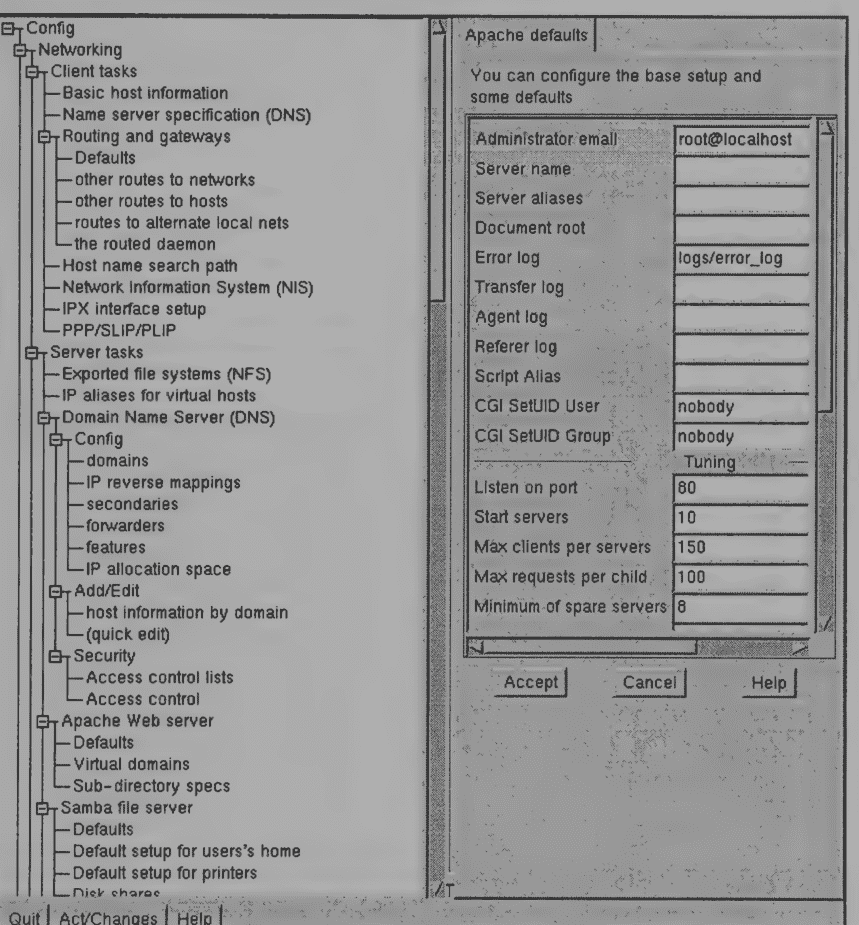 Config
Networking
Client tasks
Basic host information
Name server specification (DNS)
Routing and gateways
Defaults
other routes to networks
other routes to hosts
routes to alternate local nets
the routed daemon
Host name search path
Network Information System (NIS)
IPX interface setup
PPP/SLIP/PLIP
Server tasks
Exported file systems (NFS)
IP aliases for virtual hosts
Domain Name Server (DNS)
Config
domains
IP reverse mappings
secondaries
forwarders
features
IP allocation space
Add/Edit
host information by domain
(quick edit)
Security
Access control lists
Access control
Apache Web server
Defaults
Virtual domains
Sub-directory specs
Samba file server
Defaults
Default setup for users's home
Default setup for printers
Disk shares
Quit Act/Changes Help
Apache defaults
You can configure the base setup and
some defaults
Administrator email root@localhost
Server name
Server aliases
Document root
Error log logs/error_log
Transfer log
Agent log
Referer log
Script Alias
CGI SetUID User nobody
CGI SetUID Group nobody
Tuning
Listen on port 80
Start servers 10
Max clients per servers 150
Max requests per child 100
Minimum of spare servers 8
Accept Cancel Help